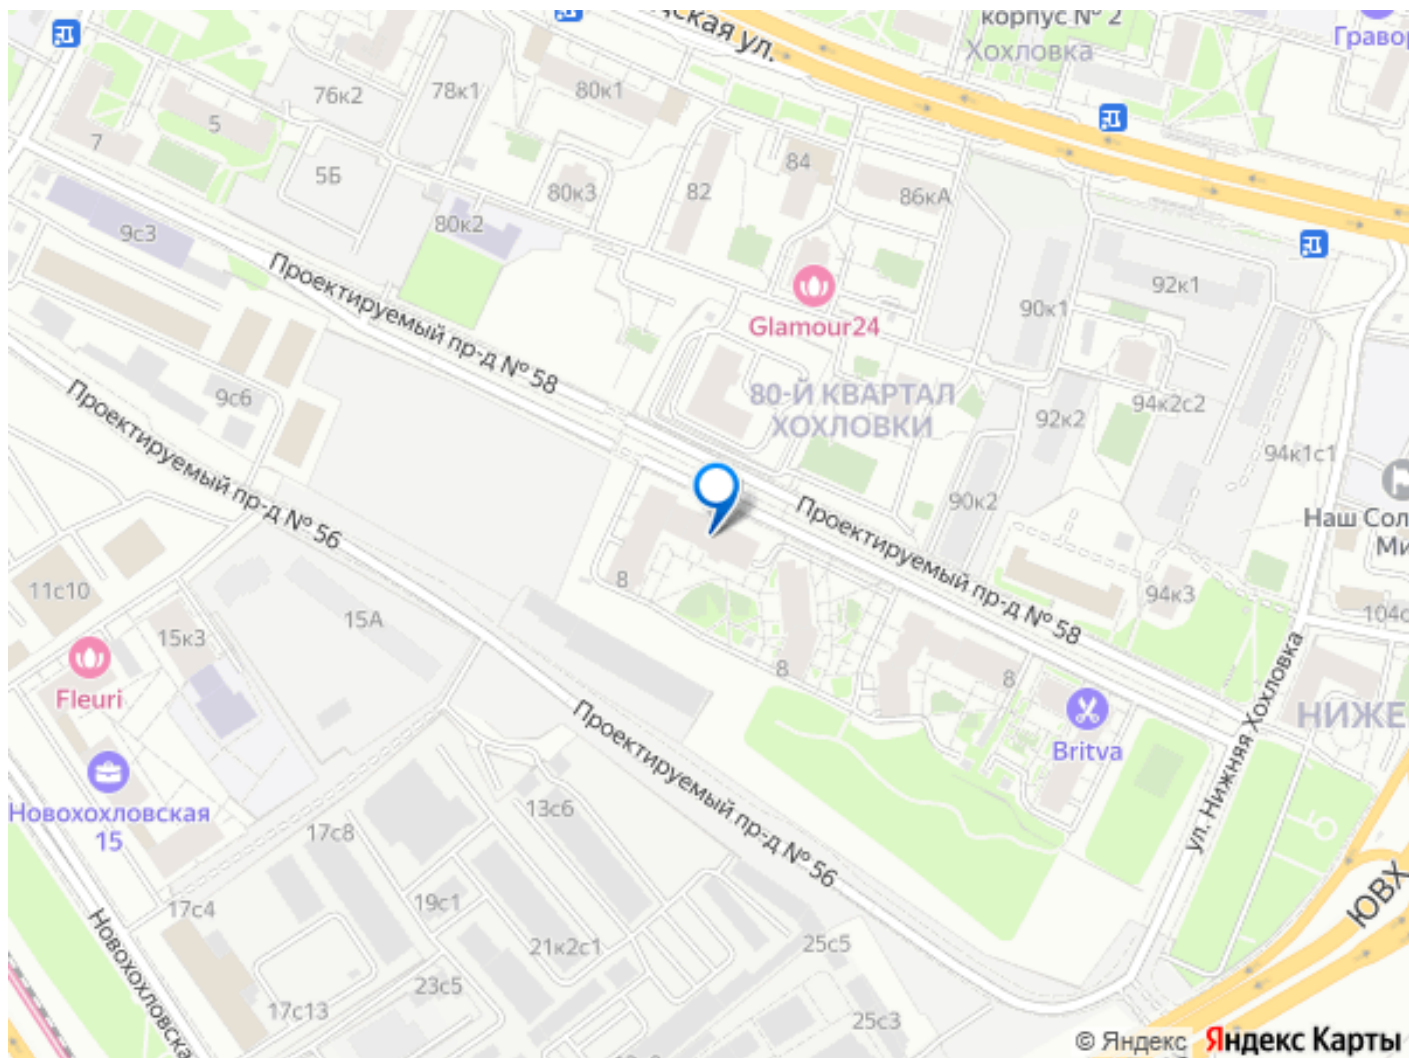 корпус № 2
Хохловка
ская ул.
Граво
76к2
78к1
80к1
5
7
5Б
80к3
82
84
86кА
80к2
9с3
92к1
90к1
Glamour24
Проектируемый пр-д № 58
80-Й КВАРТАЛ
ХОХЛОВКИ
9с6
94к2с2
92к2
94к1с1
Проектируемый пр-д № 56
90к2
Проектируемый пр-д № 58
Наш Сол
Ми
11с10
8
15А
94к3
104с
15к3
Fleuri
8
8
ул. Нижняя Хохловка
НИЖЕ
Britva
Проектируемый пр-д № 56
Новохохловская
15
13с6
17с8
ЮВХ
17с4
19с1
21к2с1
25с5
Новохохловская
23с5
17с13
25с3
© Яндекс Яндекс Карты